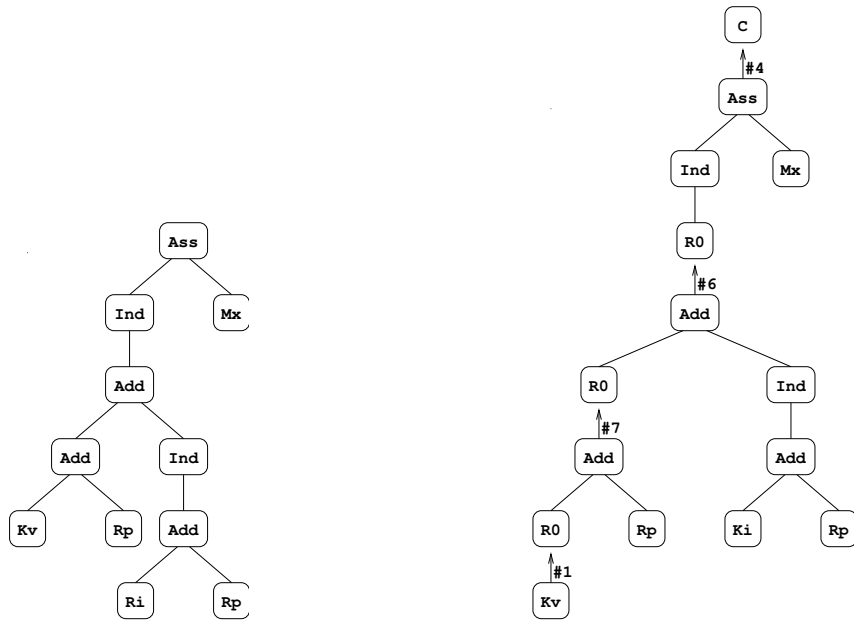 C
#4
Ass
Ind Mx
R0
#6
Add
R0 Ind
#7
Add Add
R0 Rp Ki Rp
#1
Kv
Ass
Ind Mx
Add
Add Ind
Kv Rp Add
Ri Rp